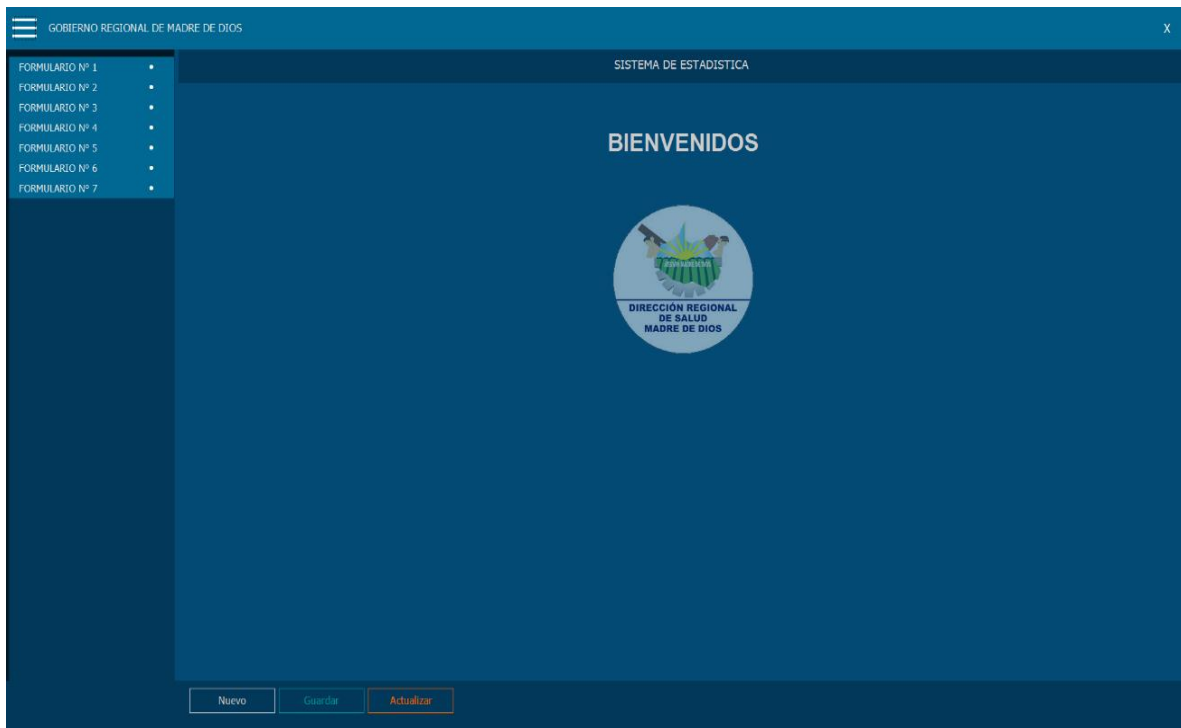 GOBIERNO REGIONAL DE MADRE DE DIOS
X
SISTEMA DE ESTADISTICA
FORMULARIO Nº 1
FORMULARIO Nº 2
FORMULARIO Nº 3
FORMULARIO Nº 4
FORMULARIO Nº 5
FORMULARIO Nº 6
FORMULARIO Nº 7
BIENVENIDOS
DIRECCIÓN REGIONAL
DE SALUD
MADRE DE DIOS
Nuevo
Guardar
Actualizar